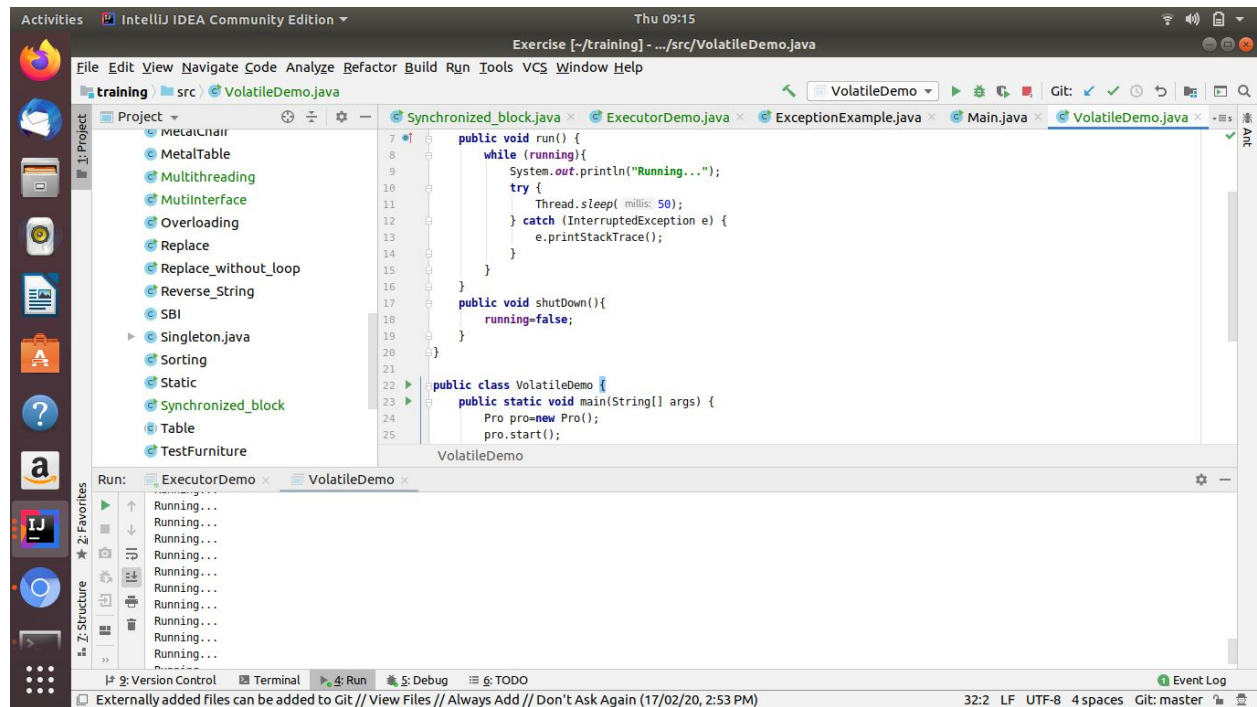 Activities IntelliJ IDEA Community Edition Thu 09:15
Exercise [~/training] - .../src/VolatileDemo.java
File Edit View Navigate Code Analyze Refactor Build Run Tools VCS Window Help
training src VolatileDemo.java VolatileDemo Git:
1: Project
Project
Synchronized_block.java ExecutorDemo.java ExceptionExample.java Main.java VolatileDemo.java
Ant
MetalChair
MetalTable
Multithreading
MutiInterface
Overloading
Replace
Replace_without_loop
Reverse_String
SBI
Singleton.java
Sorting
Static
Synchronized_block
Table
TestFurniture
7 public void run() {
8 while (running){
9 System.out.println("Running...");
10 try {
11 Thread.sleep( millis: 50);
12 } catch (InterruptedException e) {
13 e.printStackTrace();
14 }
15 }
16 }
17 public void shutDown(){
18 running=false;
19 }
20 }
21
22 public class VolatileDemo {
23 public static void main(String[] args) {
24 Pro pro=new Pro();
25 pro.start();
VolatileDemo
Run: ExecutorDemo VolatileDemo
2: Favorites
Z: Structure
Running...
Running...
Running...
Running...
Running...
Running...
Running...
Running...
Running...
Running...
9: Version Control Terminal 4: Run 5: Debug 6: TODO 1 Event Log
Externally added files can be added to Git // View Files // Always Add // Don't Ask Again (17/02/20, 2:53 PM) 32:2 LF UTF-8 4 spaces Git: master